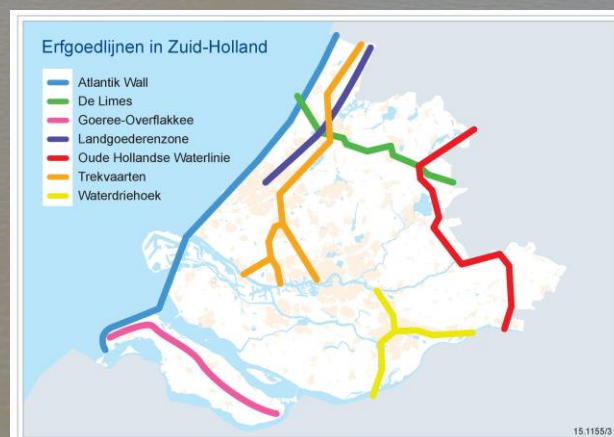 Erfgoedlijnen in Zuid-Holland
Atlantik Wall
De Limes
Goeree-Overflakkee
Landgoederenzone
Oude Hollandse Waterlinie
Trekvaarten
Waterdriehoek
15.1155/3